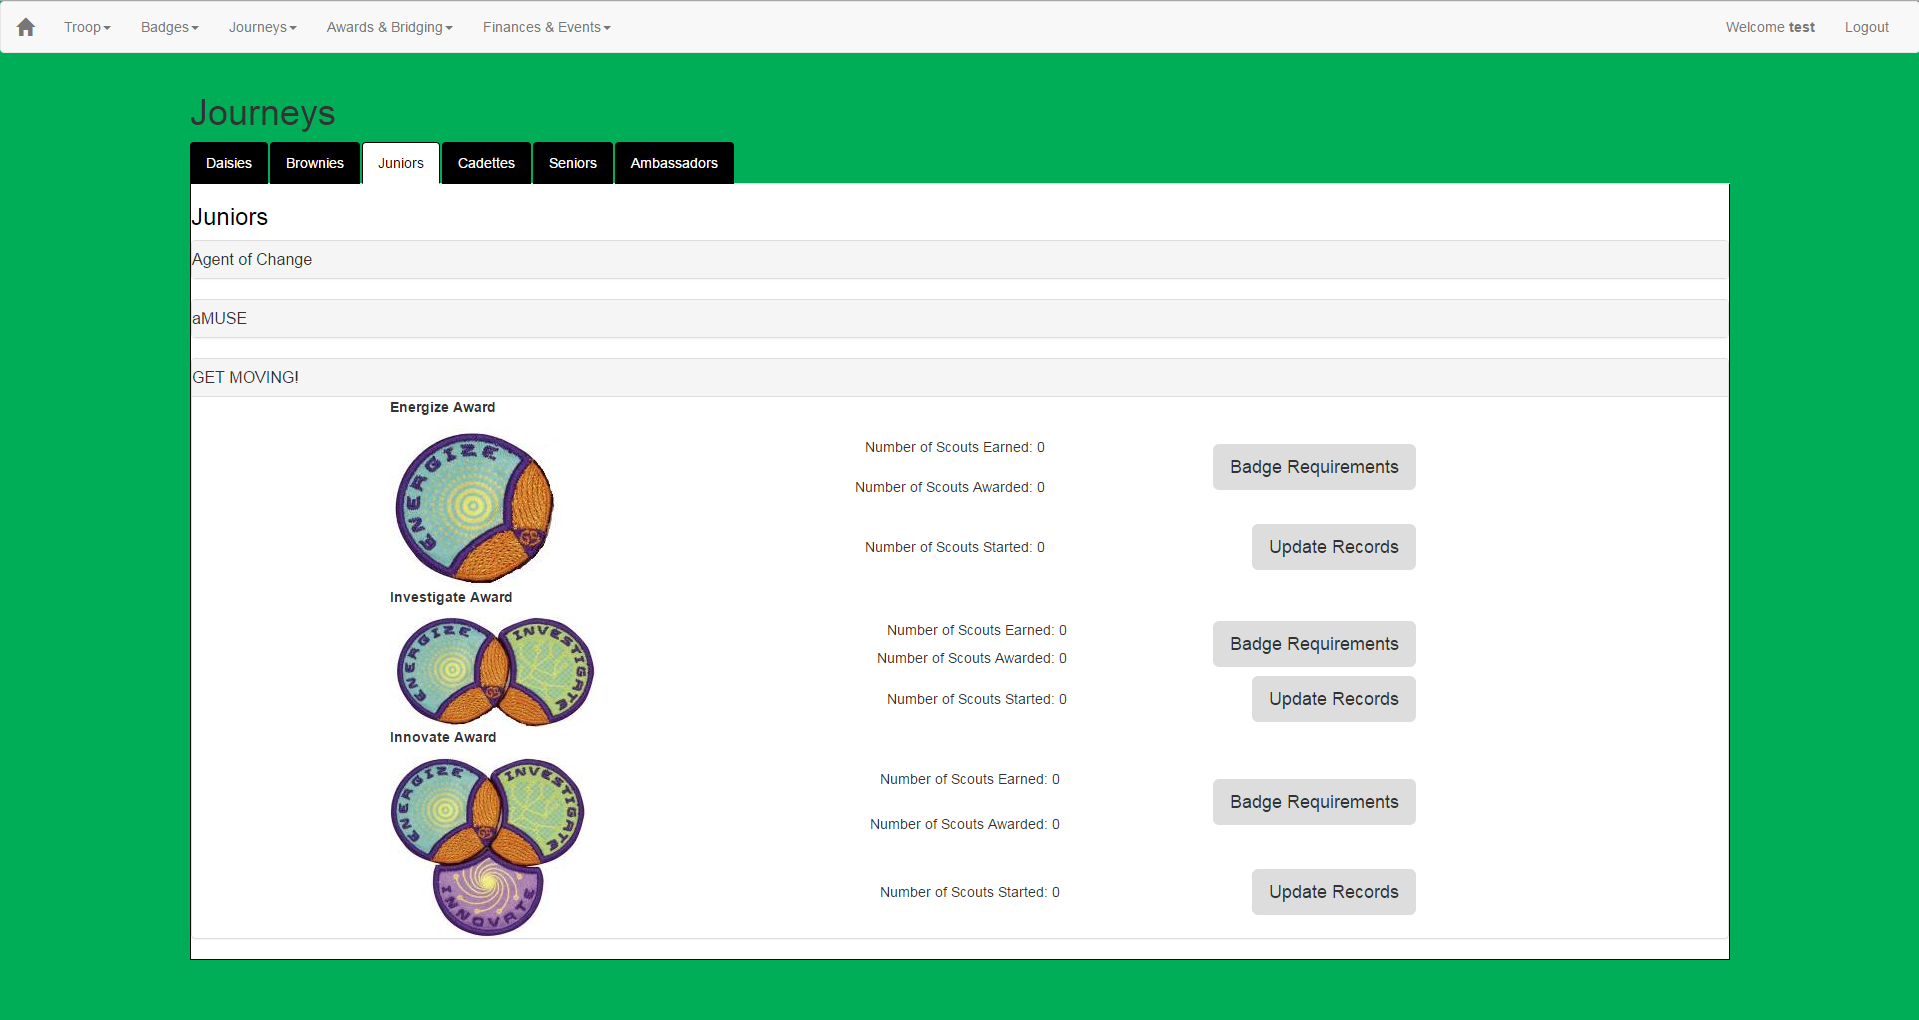 Troop Badges Journeys Awards & Bridging Finances & Events Welcome test Logout
Journeys
Daisies Brownies Juniors Cadettes Seniors Ambassadors
Juniors
Agent of Change
aMUSE
GET MOVING!
Energize Award
ENERGIZE
GS
Number of Scouts Earned: 0
Badge Requirements
Number of Scouts Awarded: 0
Number of Scouts Started: 0
Update Records
Investigate Award
ENERGIZE INVESTIGATE
GS
Number of Scouts Earned: 0
Badge Requirements
Number of Scouts Awarded: 0
Number of Scouts Started: 0
Update Records
Innovate Award
ENERGIZE INVESTIGATE
GS
INNOVATE
Number of Scouts Earned: 0
Badge Requirements
Number of Scouts Awarded: 0
Number of Scouts Started: 0
Update Records